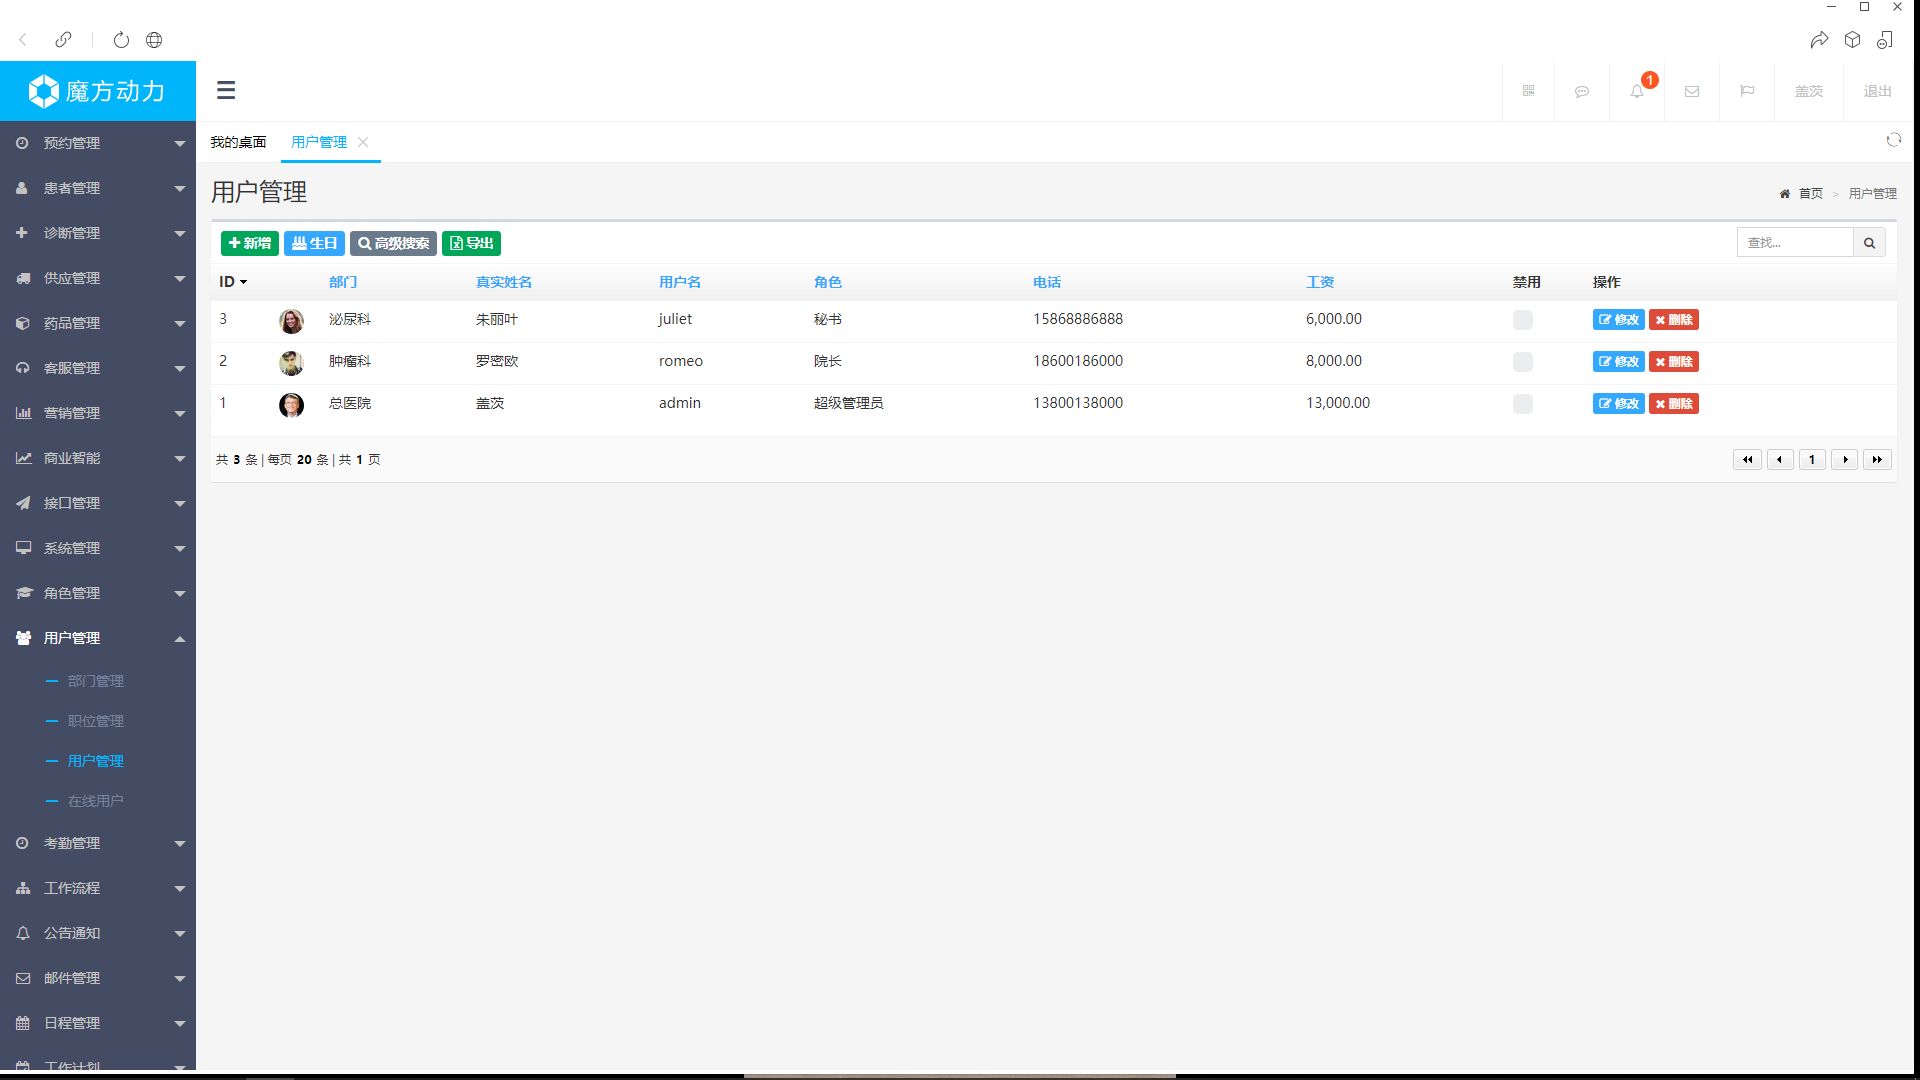 魔方动力
1
盖茨
退出
预约管理
患者管理
诊断管理
供应管理
药品管理
客服管理
营销管理
商业智能
接口管理
系统管理
角色管理
用户管理
部门管理
职位管理
用户管理
在线用户
考勤管理
工作流程
公告通知
邮件管理
日程管理
工作计划
我的桌面 用户管理
用户管理
首页 > 用户管理
新增 生日 高级搜索 导出
查找...
ID 部门 真实姓名 用户名 角色 电话 工资 禁用 操作
3 泌尿科 朱丽叶 juliet 秘书 15868886888 6,000.00 修改 删除
2 肿瘤科 罗密欧 romeo 院长 18600186000 8,000.00 修改 删除
1 总医院 盖茨 admin 超级管理员 13800138000 13,000.00 修改 删除
共 3 条 | 每页 20 条 | 共 1 页
1